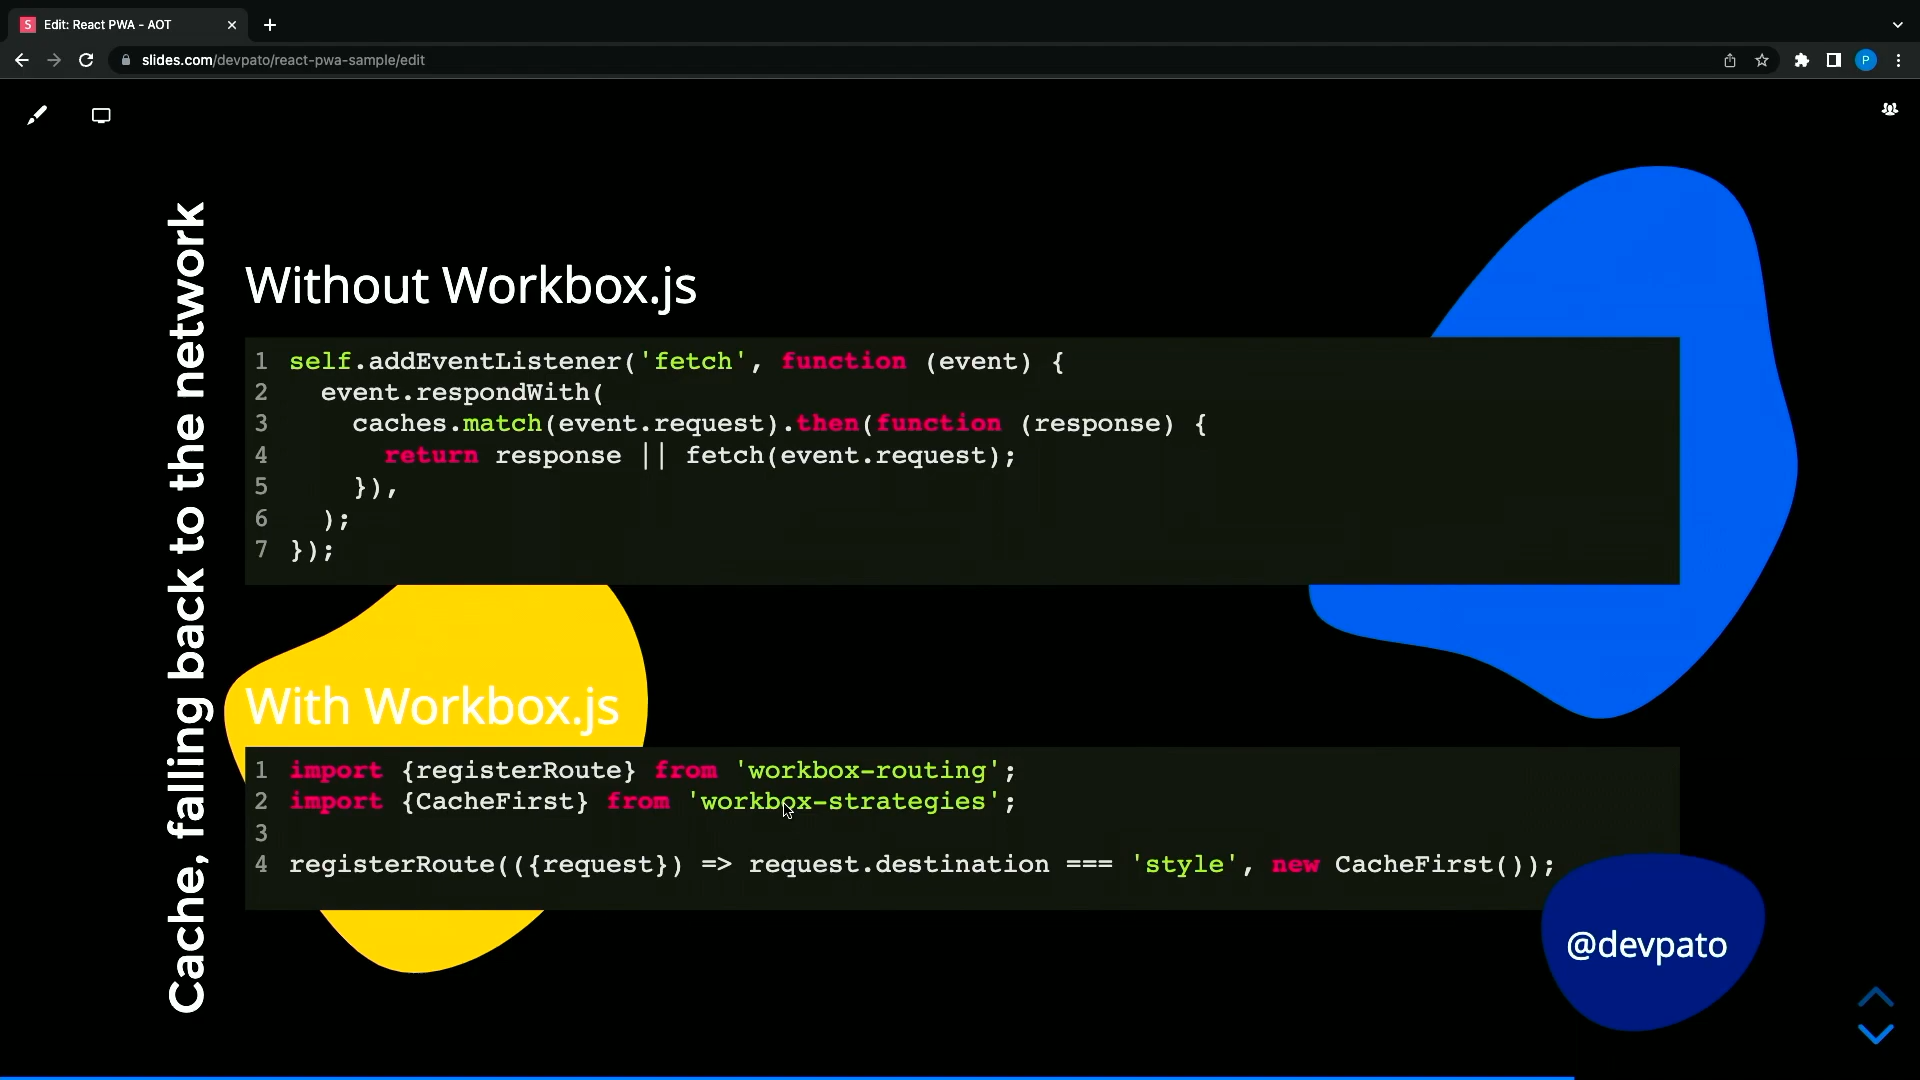 Edit: React PWA - AOT
slides.com/devpato/react-pwa-sample/edit
P
Cache, falling back to the network
Without Workbox.js
1 self.addEventListener('fetch', function (event) {
2   event.respondWith(
3     caches.match(event.request).then(function (response) {
4       return response || fetch(event.request);
5     }),
6   );
7 });
With Workbox.js
1 import {registerRoute} from 'workbox-routing';
2 import {CacheFirst} from 'workbox-strategies';
3
4 registerRoute(({request}) => request.destination === 'style', new CacheFirst());
@devpato